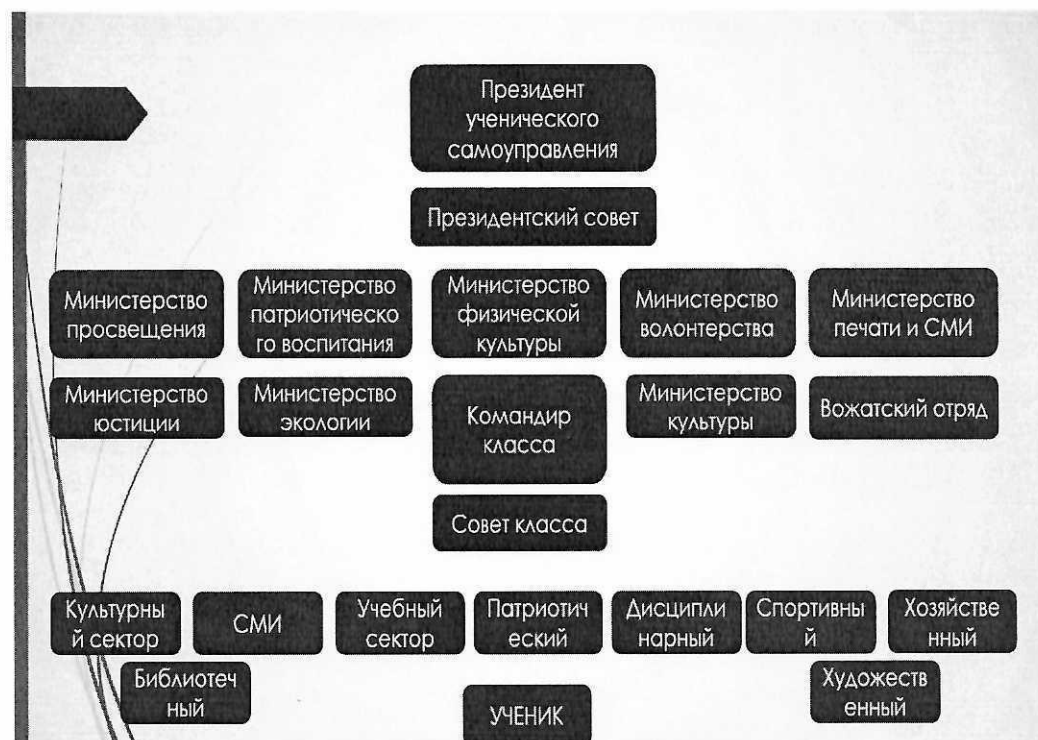 Президент
ученического
самоуправления
Президентский совет
Министерство
просвещения
Министерство
патриотическо
го воспитания
Министерство
физической
культуры
Министерство
волонтерства
Министерство
печати и СМИ
Министерство
юстиции
Министерство
экологии
Командир
класса
Министерство
культуры
Вожатский отряд
Совет класса
Культурны
й сектор
СМИ
Учебный
сектор
Патриотич
еский
Дисципли
нарный
Спортивны
й
Хозяйстве
нный
Библиотеч
ный
УЧЕНИК
Художеств
енный